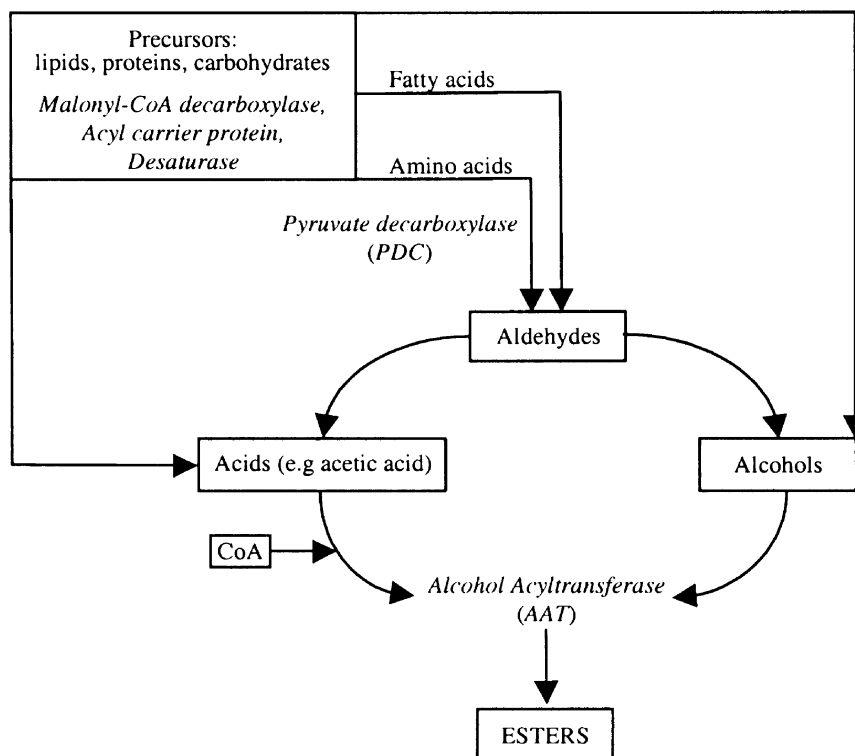 Precursors:
lipids, proteins, carbohydrates
Malonyl-CoA decarboxylase,
Acyl carrier protein,
Desaturase
Fatty acids
Amino acids
Pyruvate decarboxylase
(PDC)
Aldehydes
Acids (e.g acetic acid)
Alcohols
CoA
Alcohol Acyltransferase
(AAT)
ESTERS